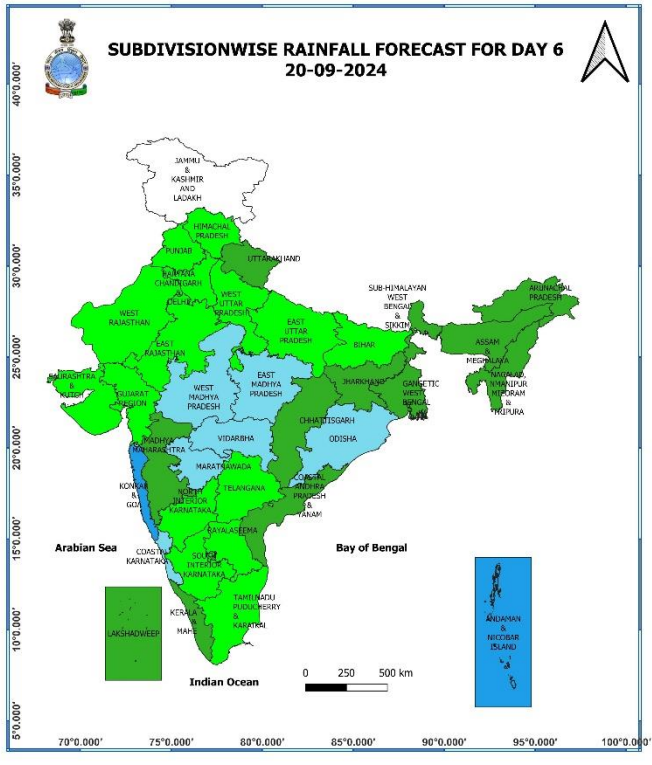 SUBDIVISIONWISE RAINFALL FORECAST FOR DAY 6
20-09-2024
40°0.000'
35°0.000'
30°0.000'
25°0.000'
20°0.000'
15°0.000'
10°0.000'
5°0.000'
JAMMU
&
KASHMIR
AND
LADAKH
HIMACHAL
PRADESH
PUNJAB
UTTARAKHAND
HARYANA
CHANDIGARH
&
DELHI
WEST
UTTAR
PRADESH
WEST
RAJASTHAN
EAST
RAJASTHAN
EAST
UTTAR
PRADESH
BIHAR
SUB-HIMALAYAN
WEST
BENGAL
&
SIKKIM
ARUNACHAL
PRADESH
ASSAM
&
MEGHALAYA
NAGALAD,
NMANIPUR
MIZORAM
&
TRIPURA
SAURASHTRA
&
KUTCH
GUJARAT
REGION
WEST
MADHYA
PRADESH
EAST
MADHYA
PRADESH
JHARKHAND
GANGETIC
WEST
BENGAL
CHHATTISGARH
ODISHA
MADHYA
MAHARASHTRA
VIDARBHA
MARATHAWADA
KONKAN
&
GOA
NORTH
INTERIOR
KARNATAKA
TELANGANA
COASTAL
ANDHRA
PRADESH
&
YANAM
RAYALASEEMA
COASTAL
KARNATAKA
SOUTH
INTERIOR
KARNATAKA
Arabian Sea
Bay of Bengal
LAKSHADWEEP
KERALA
&
MAHE
TAMILNADU
PUDUCHERRY
&
KARAIKAL
ANDAMAN
&
NICOBAR
ISLAND
Indian Ocean
0 250 500 km
70°0.000' 75°0.000' 80°0.000' 85°0.000' 90°0.000' 95°0.000' 100°0.000'